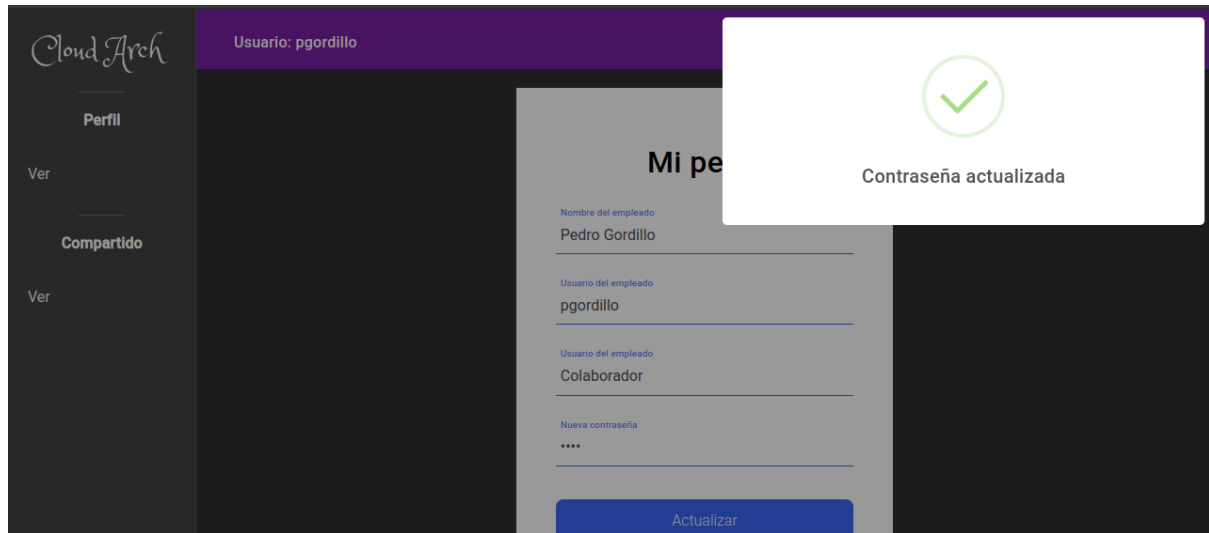 Cloud Arch
Perfil
Ver
Compartido
Ver
Usuario: pgordillo
Mi pe
Nombre del empleado
Pedro Gordillo
Usuario del empleado
pgordillo
Usuario del empleado
Colaborador
Nueva contraseña
••••
Actualizar
Contraseña actualizada